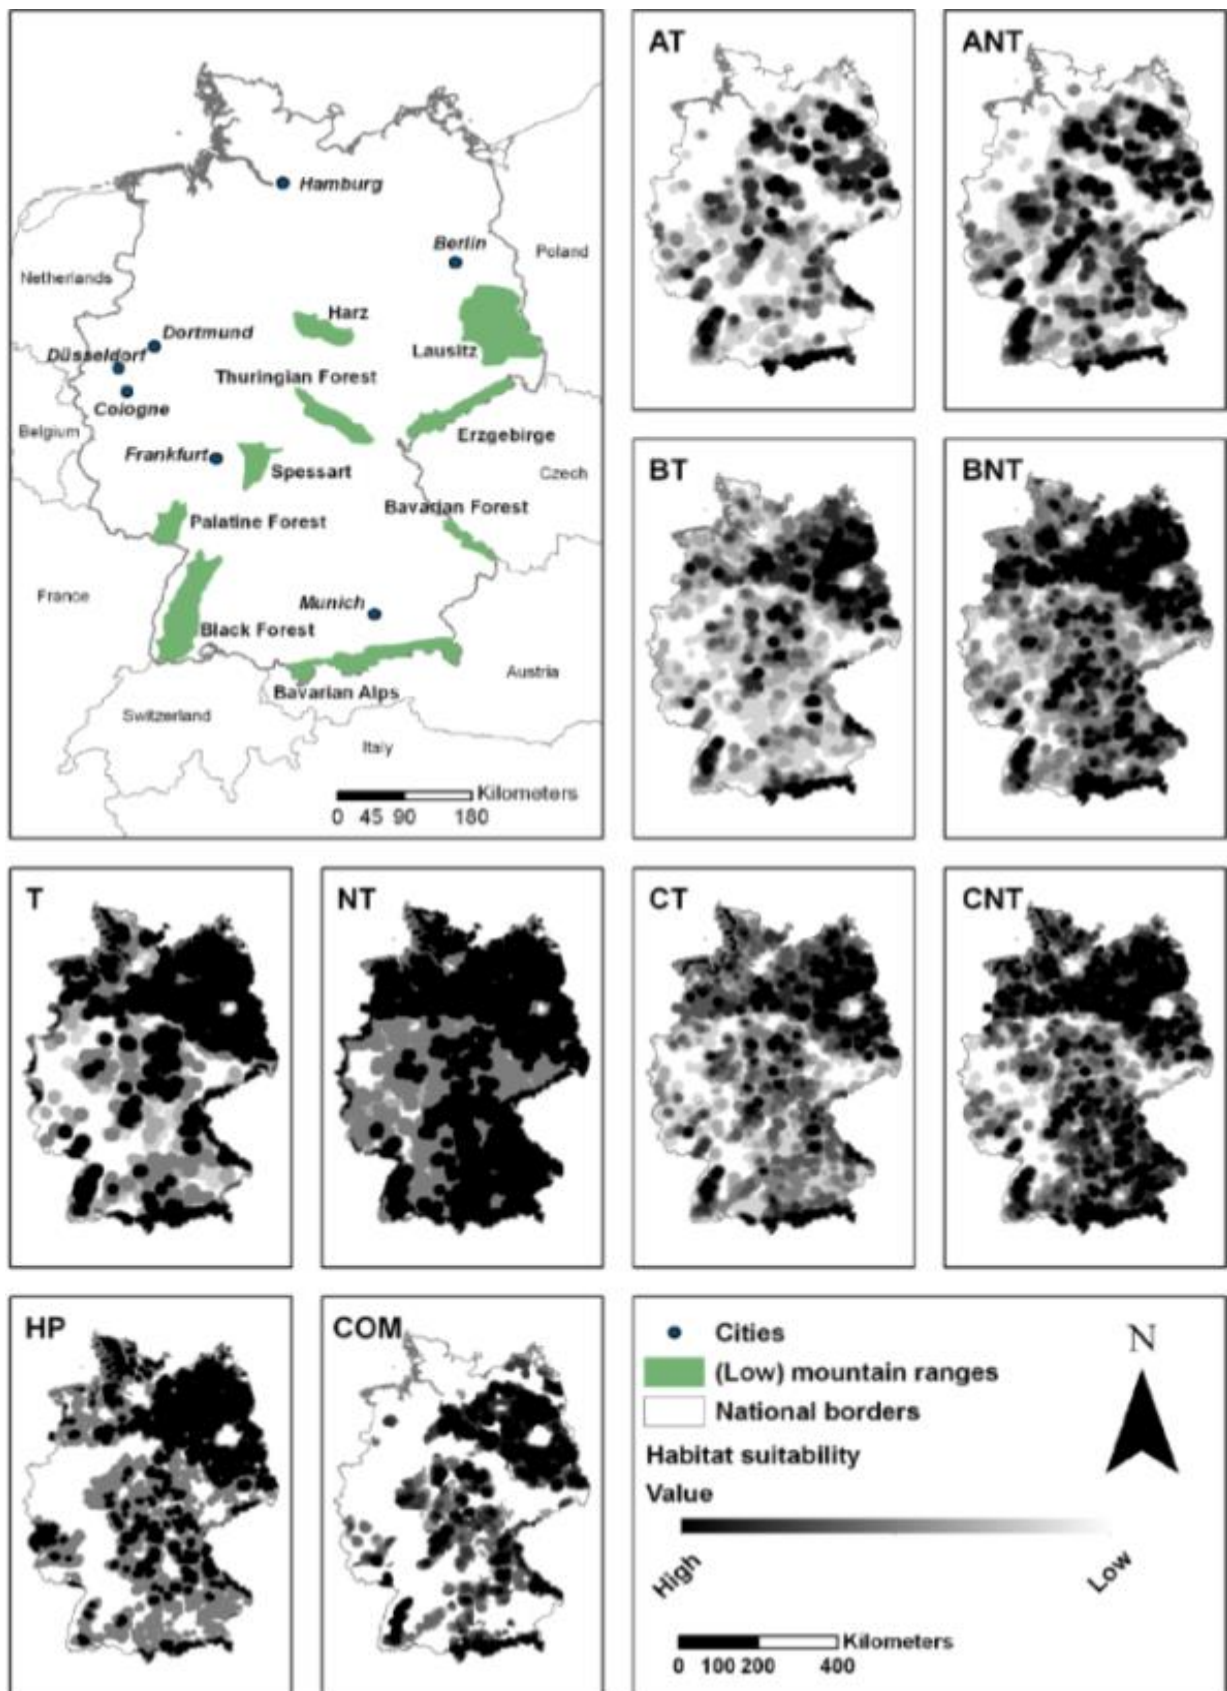 Hamburg
Berlin
Poland
Netherlands
Harz
Dortmund
Lausitz
Düsseldorf
Thuringian Forest
Cologne
Belgium
Erzgebirge
Frankfurt
Spessart
Czech
Bavarian Forest
Palatine Forest
France
Munich
Black Forest
Austria
Bavarian Alps
Switzerland
Italy
Kilometers
0 45 90 180
AT
ANT
BT
BNT
T
NT
CT
CNT
HP
COM
Cities
(Low) mountain ranges
National borders
Habitat suitability
Value
High
Low
N
Kilometers
0 100 200 400